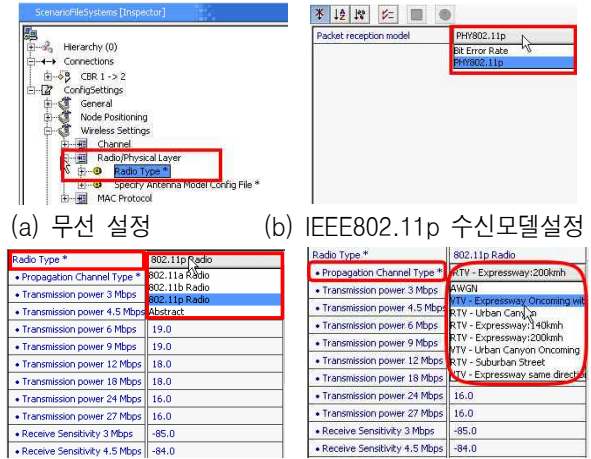 ScenarioFileSystems [Inspector]
Hierarchy (0)
Connections
CBR 1 -> 2
ConfigSettings
General
Node Positioning
Wireless Settings
Channel
Radio/Physical Layer
Radio Type *
Specify Antenna Model Config File *
MAC Protocol
Packet reception model
PHY802.11p
Bit Error Rate
PHY802.11p
(a) 무선 설정
(b) IEEE802.11p 수신모델설정
Radio Type * 802.11p Radio
• Propagation Channel Type * 802.11a Radio
802.11b Radio
• Transmission power 3 Mbps 802.11p Radio
• Transmission power 4.5 Mbps Abstract
• Transmission power 6 Mbps 19.0
• Transmission power 9 Mbps 19.0
• Transmission power 12 Mbps 18.0
• Transmission power 18 Mbps 18.0
• Transmission power 24 Mbps 16.0
• Transmission power 27 Mbps 16.0
• Receive Sensitivity 3 Mbps -85.0
• Receive Sensitivity 4.5 Mbps -84.0
Radio Type * 802.11p Radio
• Propagation Channel Type * RTV - Expressway:200kmh
AWGN
• Transmission power 3 Mbps VTV - Expressway Oncoming wit
• Transmission power 4.5 Mbps RTV - Urban Canyon
• Transmission power 6 Mbps RTV - Expressway:140kmh
RTV - Expressway:200kmh
• Transmission power 9 Mbps VTV - Urban Canyon Oncoming
• Transmission power 12 Mbps RTV - Suburban Street
• Transmission power 18 Mbps VTV - Expressway same direction
• Transmission power 24 Mbps 16.0
• Transmission power 27 Mbps 16.0
• Receive Sensitivity 3 Mbps -85.0
• Receive Sensitivity 4.5 Mbps -84.0